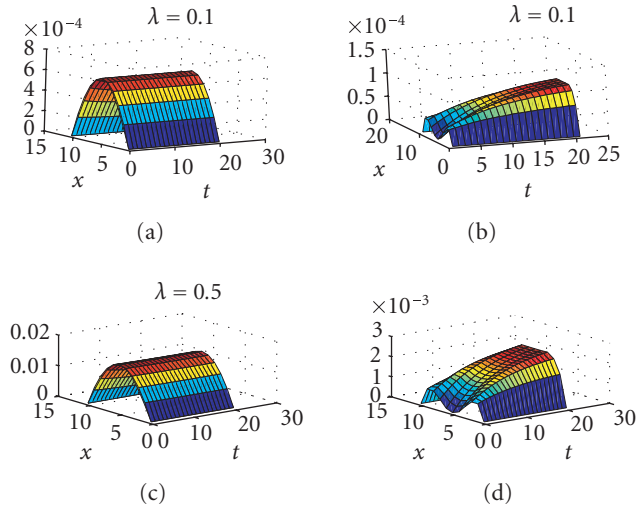 ×10⁻⁴ λ = 0.1
8
6
4
2
0
15 10 5 0 10 20 30
x t
(a)
×10⁻⁴ λ = 0.1
1.5
1
0.5
0
20 10 0 5 10 15 20 25
x t
(b)
λ = 0.5
0.02
0.01
0
15 10 5 0 0 10 20 30
x t
(c)
×10⁻³
3
2
1
0
15 10 5 0 0 10 20 30
x t
(d)